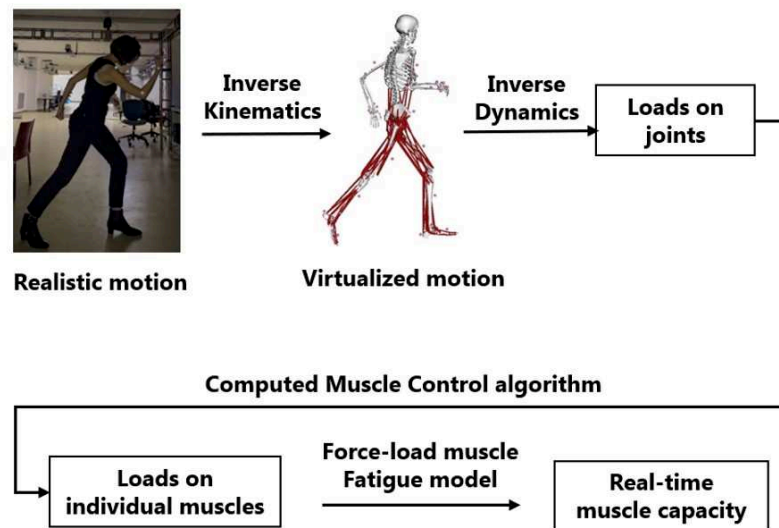 Inverse
Kinematics
Inverse
Dynamics
Loads on
joints
Realistic motion
Virtualized motion
Computed Muscle Control algorithm
Loads on
individual muscles
Force-load muscle
Fatigue model
Real-time
muscle capacity